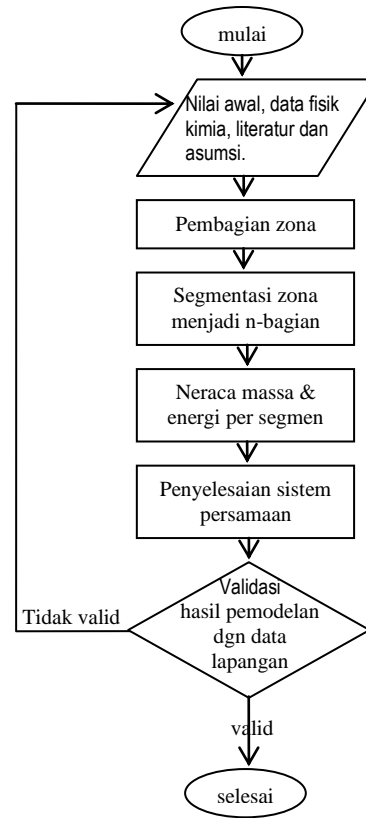 mulai
Nilai awal, data fisik
kimia, literatur dan
asumsi.
Pembagian zona
Segmentasi zona
menjadi n-bagian
Neraca massa &
energi per segmen
Penyelesaian sistem
persamaan
Validasi
hasil pemodelan
dgn data
lapangan
Tidak valid
valid
selesai